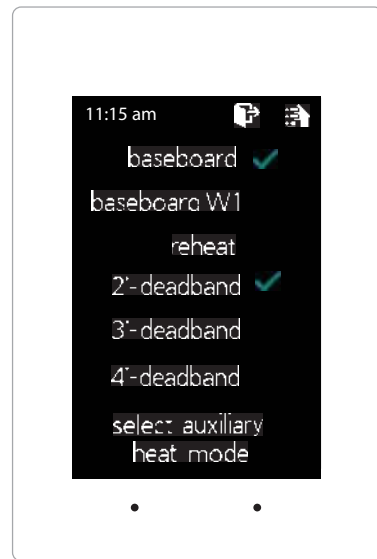 11:15 am
baseboard
baseboard W1
reheat
2°-deadband
3°-deadband
4°-deadband
select auxiliary
heat mode